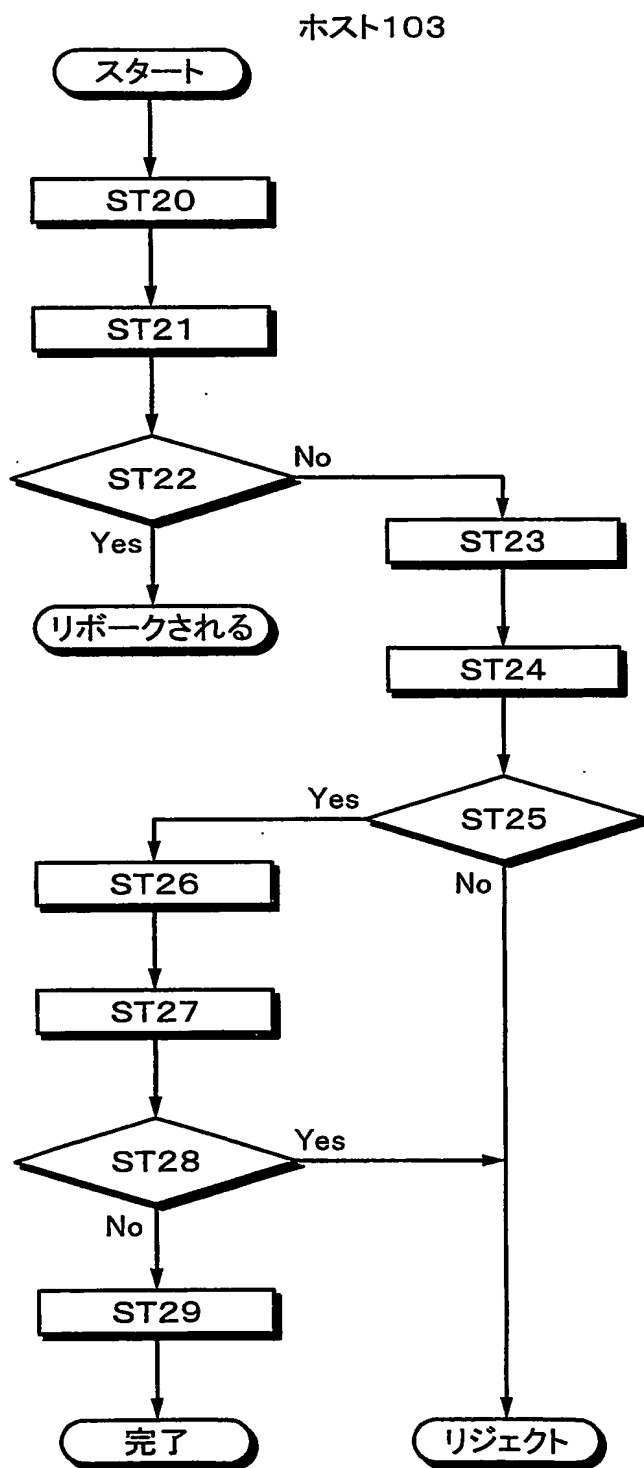 ホスト103
スタート
ST20
ST21
ST22
No
Yes
リボークされる
ST23
ST24
ST25
Yes
No
ST26
ST27
ST28
Yes
No
ST29
完了
リジェクト